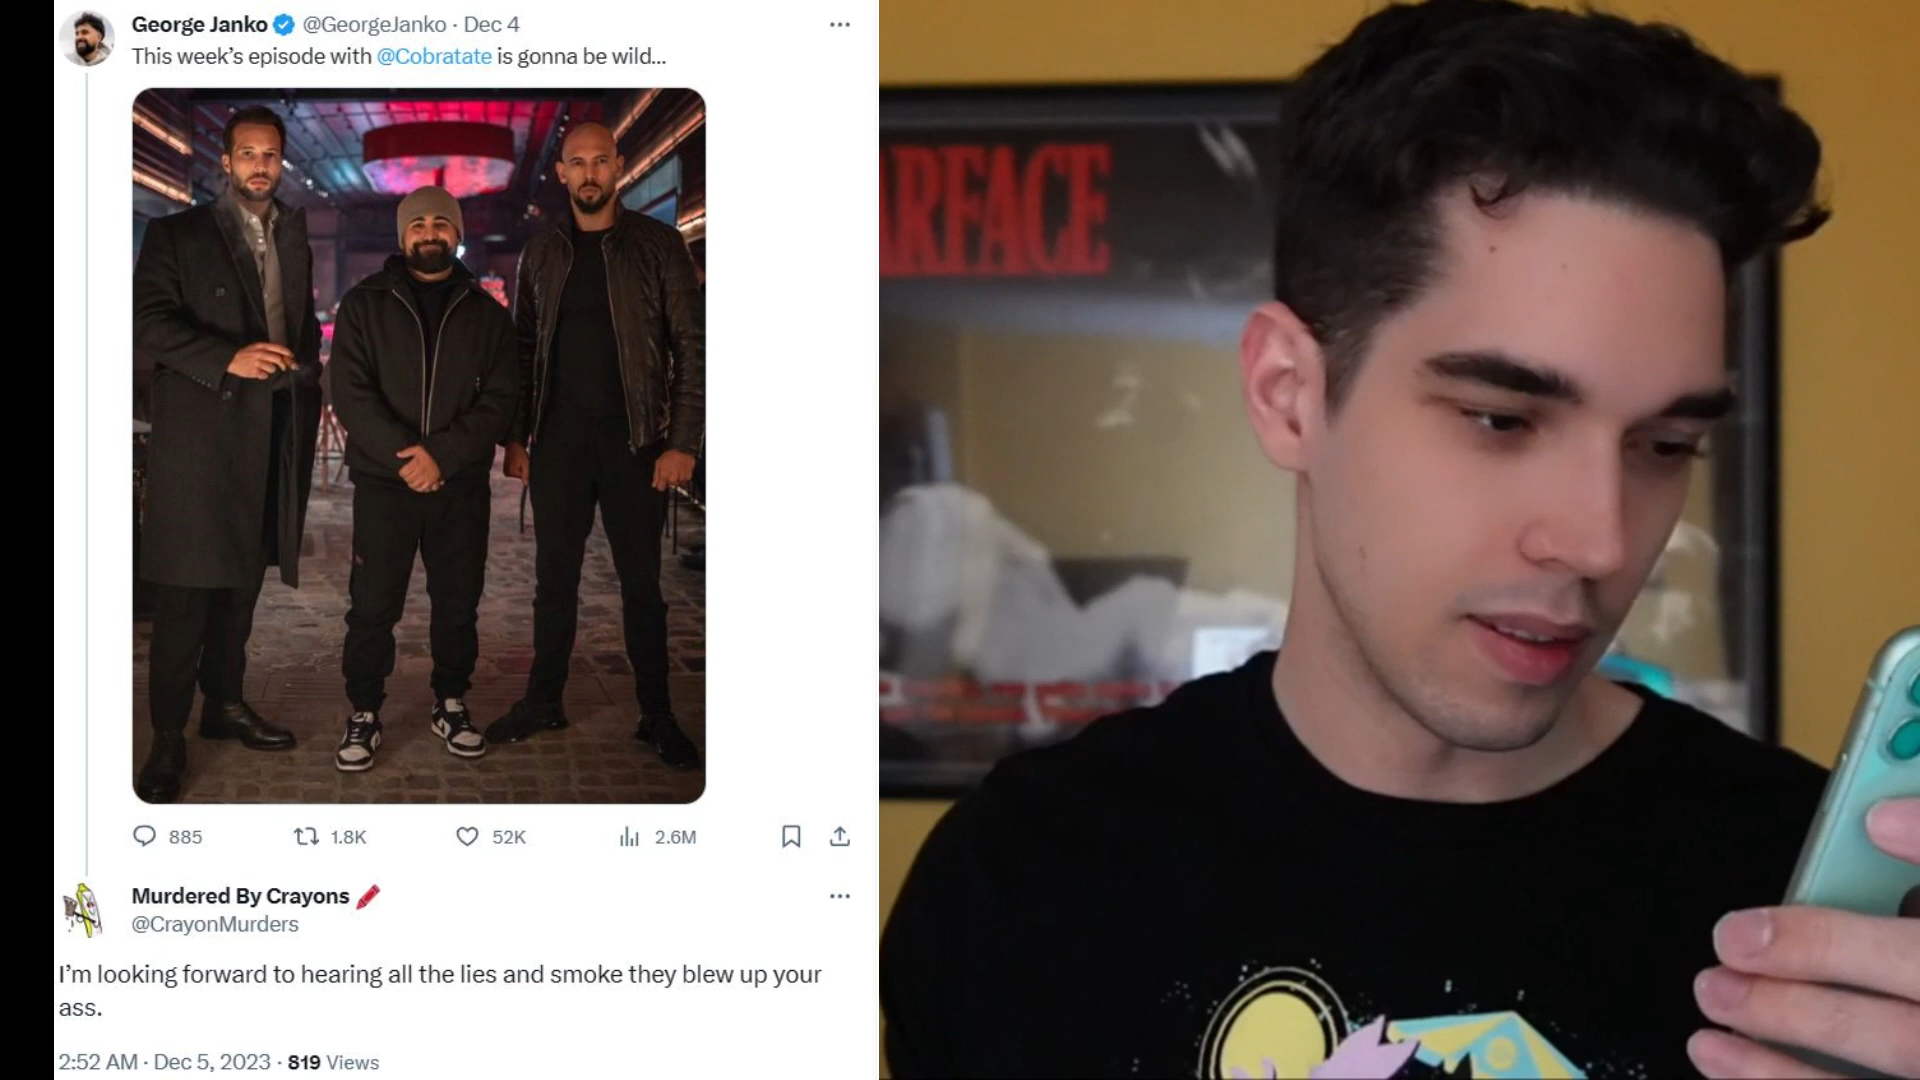 George Janko @GeorgeJanko · Dec 4
This week's episode with @Cobratate is gonna be wild...
885 1.8K 52K 2.6M
Murdered By Crayons
@CrayonMurders
I'm looking forward to hearing all the lies and smoke they blew up your
ass.
2:52 AM · Dec 5, 2023 · 819 Views
ARFACE